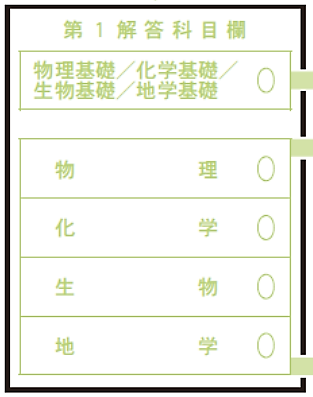 第1解答科目欄
物理基礎／化学基礎／
生物基礎／地学基礎
物理
化学
生物
地学